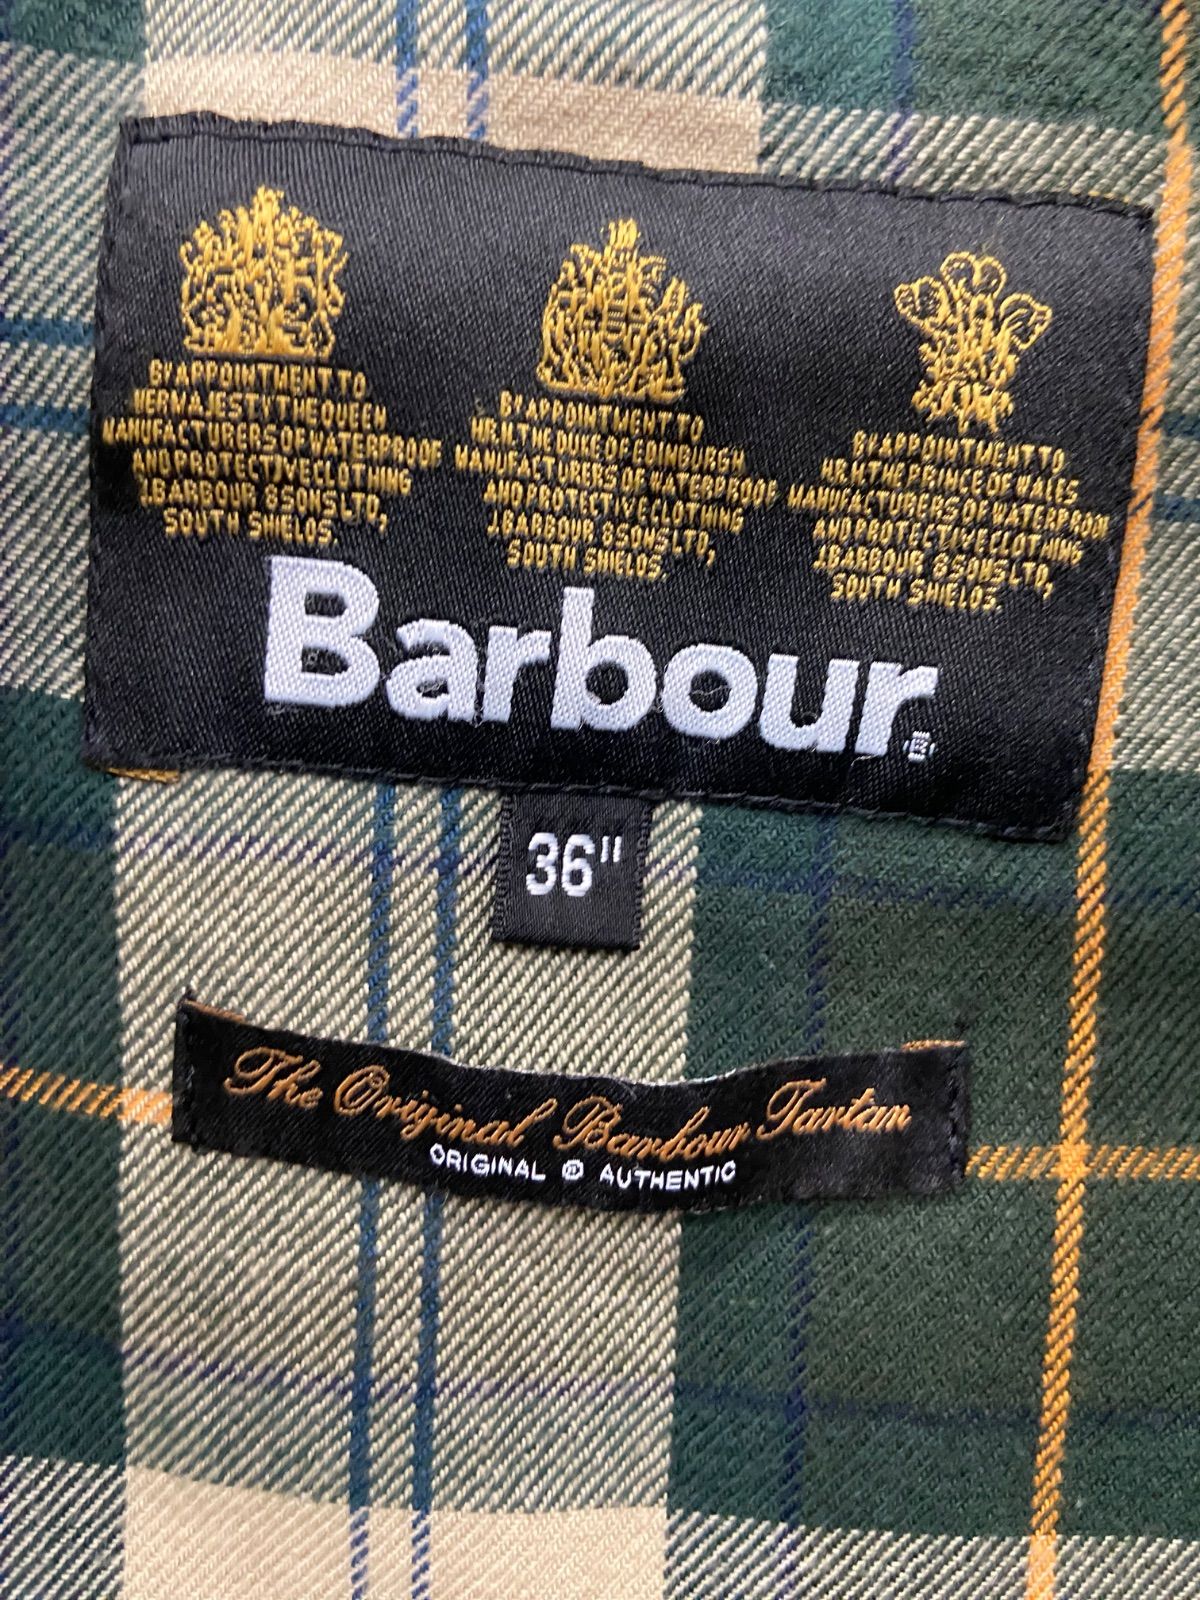 BY APPOINTMENT TO
HER MAJESTY THE QUEEN
MANUFACTURERS OF WATERPROOF
AND PROTECTIVE CLOTHING
J.BARBOUR & SONS LTD,
SOUTH SHIELDS.
BY APPOINTMENT TO
H.R.H. THE DUKE OF EDINBURGH
MANUFACTURERS OF WATERPROOF
AND PROTECTIVE CLOTHING
J.BARBOUR & SONS LTD,
SOUTH SHIELDS.
BY APPOINTMENT TO
H.R.H. THE PRINCE OF WALES
MANUFACTURERS OF WATERPROOF
AND PROTECTIVE CLOTHING
J.BARBOUR & SONS LTD,
SOUTH SHIELDS.
Barbour®
36"
The Original Barbour Tartan
ORIGINAL ® AUTHENTIC